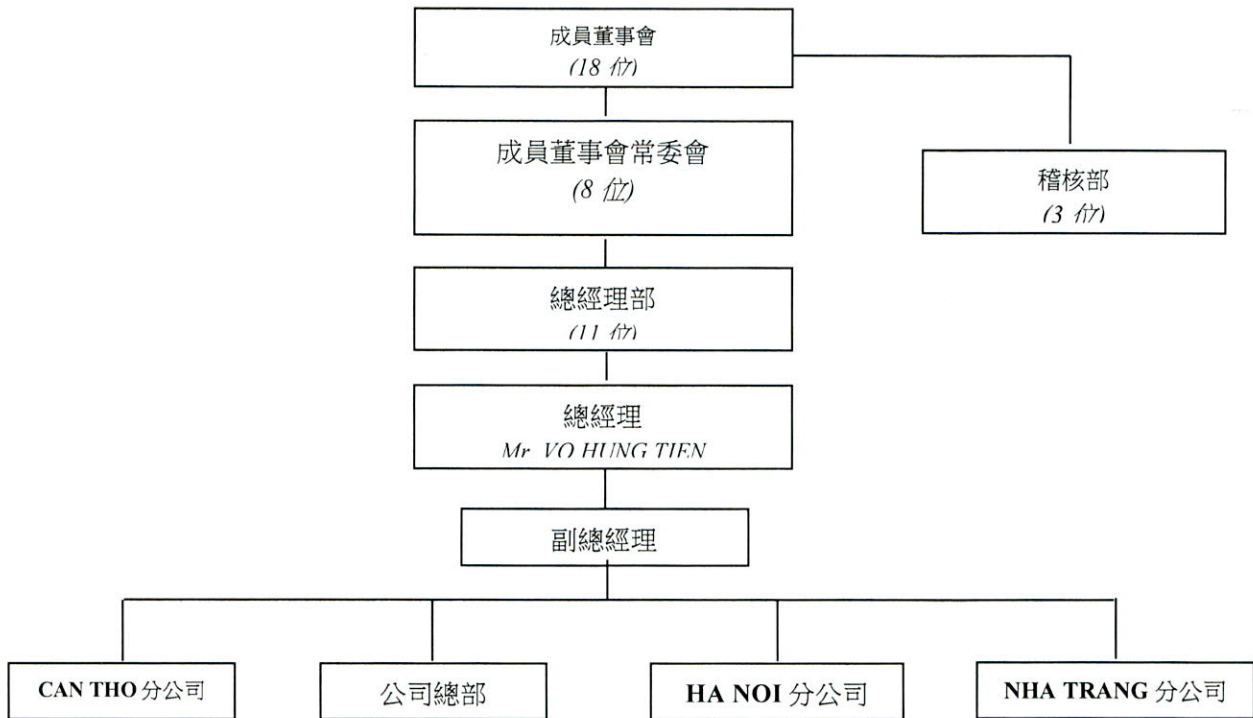 成員董事會
(18 位)
成員董事會常委會
(8 位)
稽核部
(3 位)
總經理部
(11 位)
總經理
Mr. VO HUNG TIEN
副總經理
CAN THO 分公司
公司總部
HA NOI 分公司
NHA TRANG 分公司